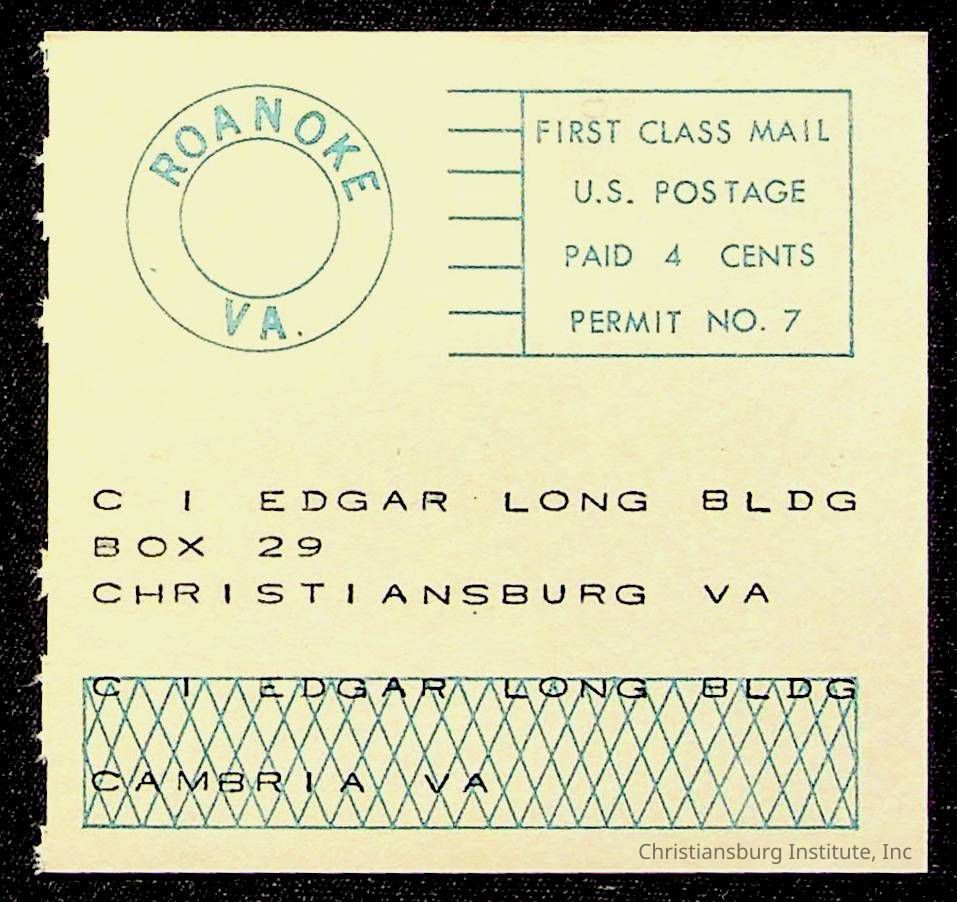 ROANOKE
VA.
FIRST CLASS MAIL
U.S. POSTAGE
PAID 4 CENTS
PERMIT NO. 7
C I EDGAR LONG BLDG
BOX 29
CHRISTIANSBURG VA
C I EDGAR LONG BLDG
CAMBRIA VA
Christiansburg Institute, Inc